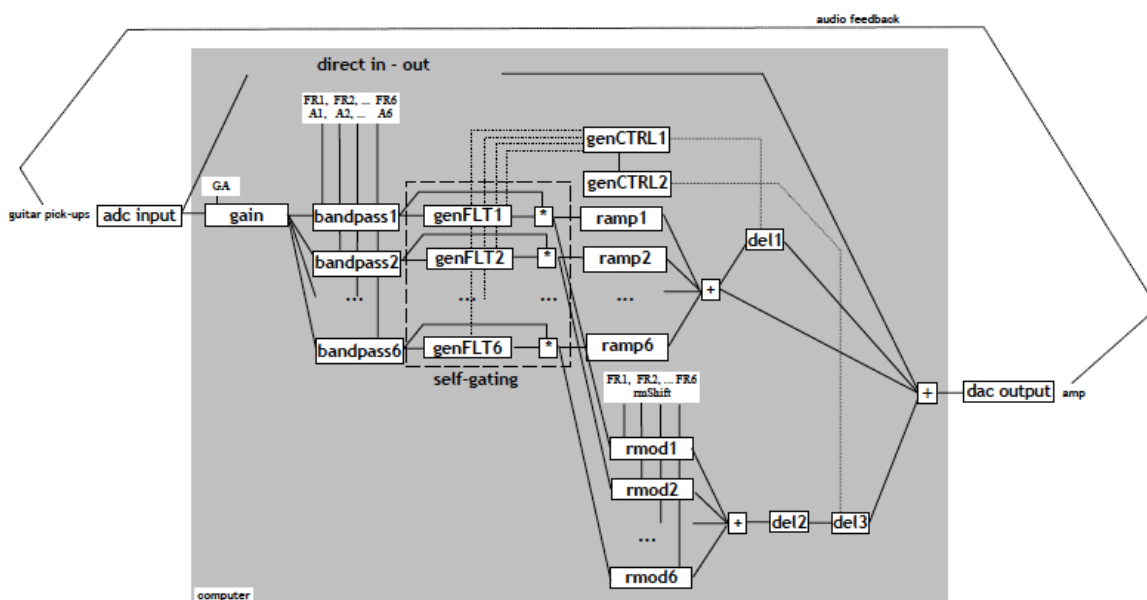 audio feedback
direct in - out
FR1, FR2, ... FR6
A1, A2, ... A6
genCTRL1
genCTRL2
GA
guitar pick-ups
adc input
gain
bandpass1
genFLT1
*
ramp1
del1
bandpass2
genFLT2
*
ramp2
...
...
...
...
+
bandpass6
genFLT6
*
ramp6
self-gating
FR1, FR2, ... FR6
rmShift
+
dac output
amp
rmod1
rmod2
+
del2
del3
...
rmod6
computer